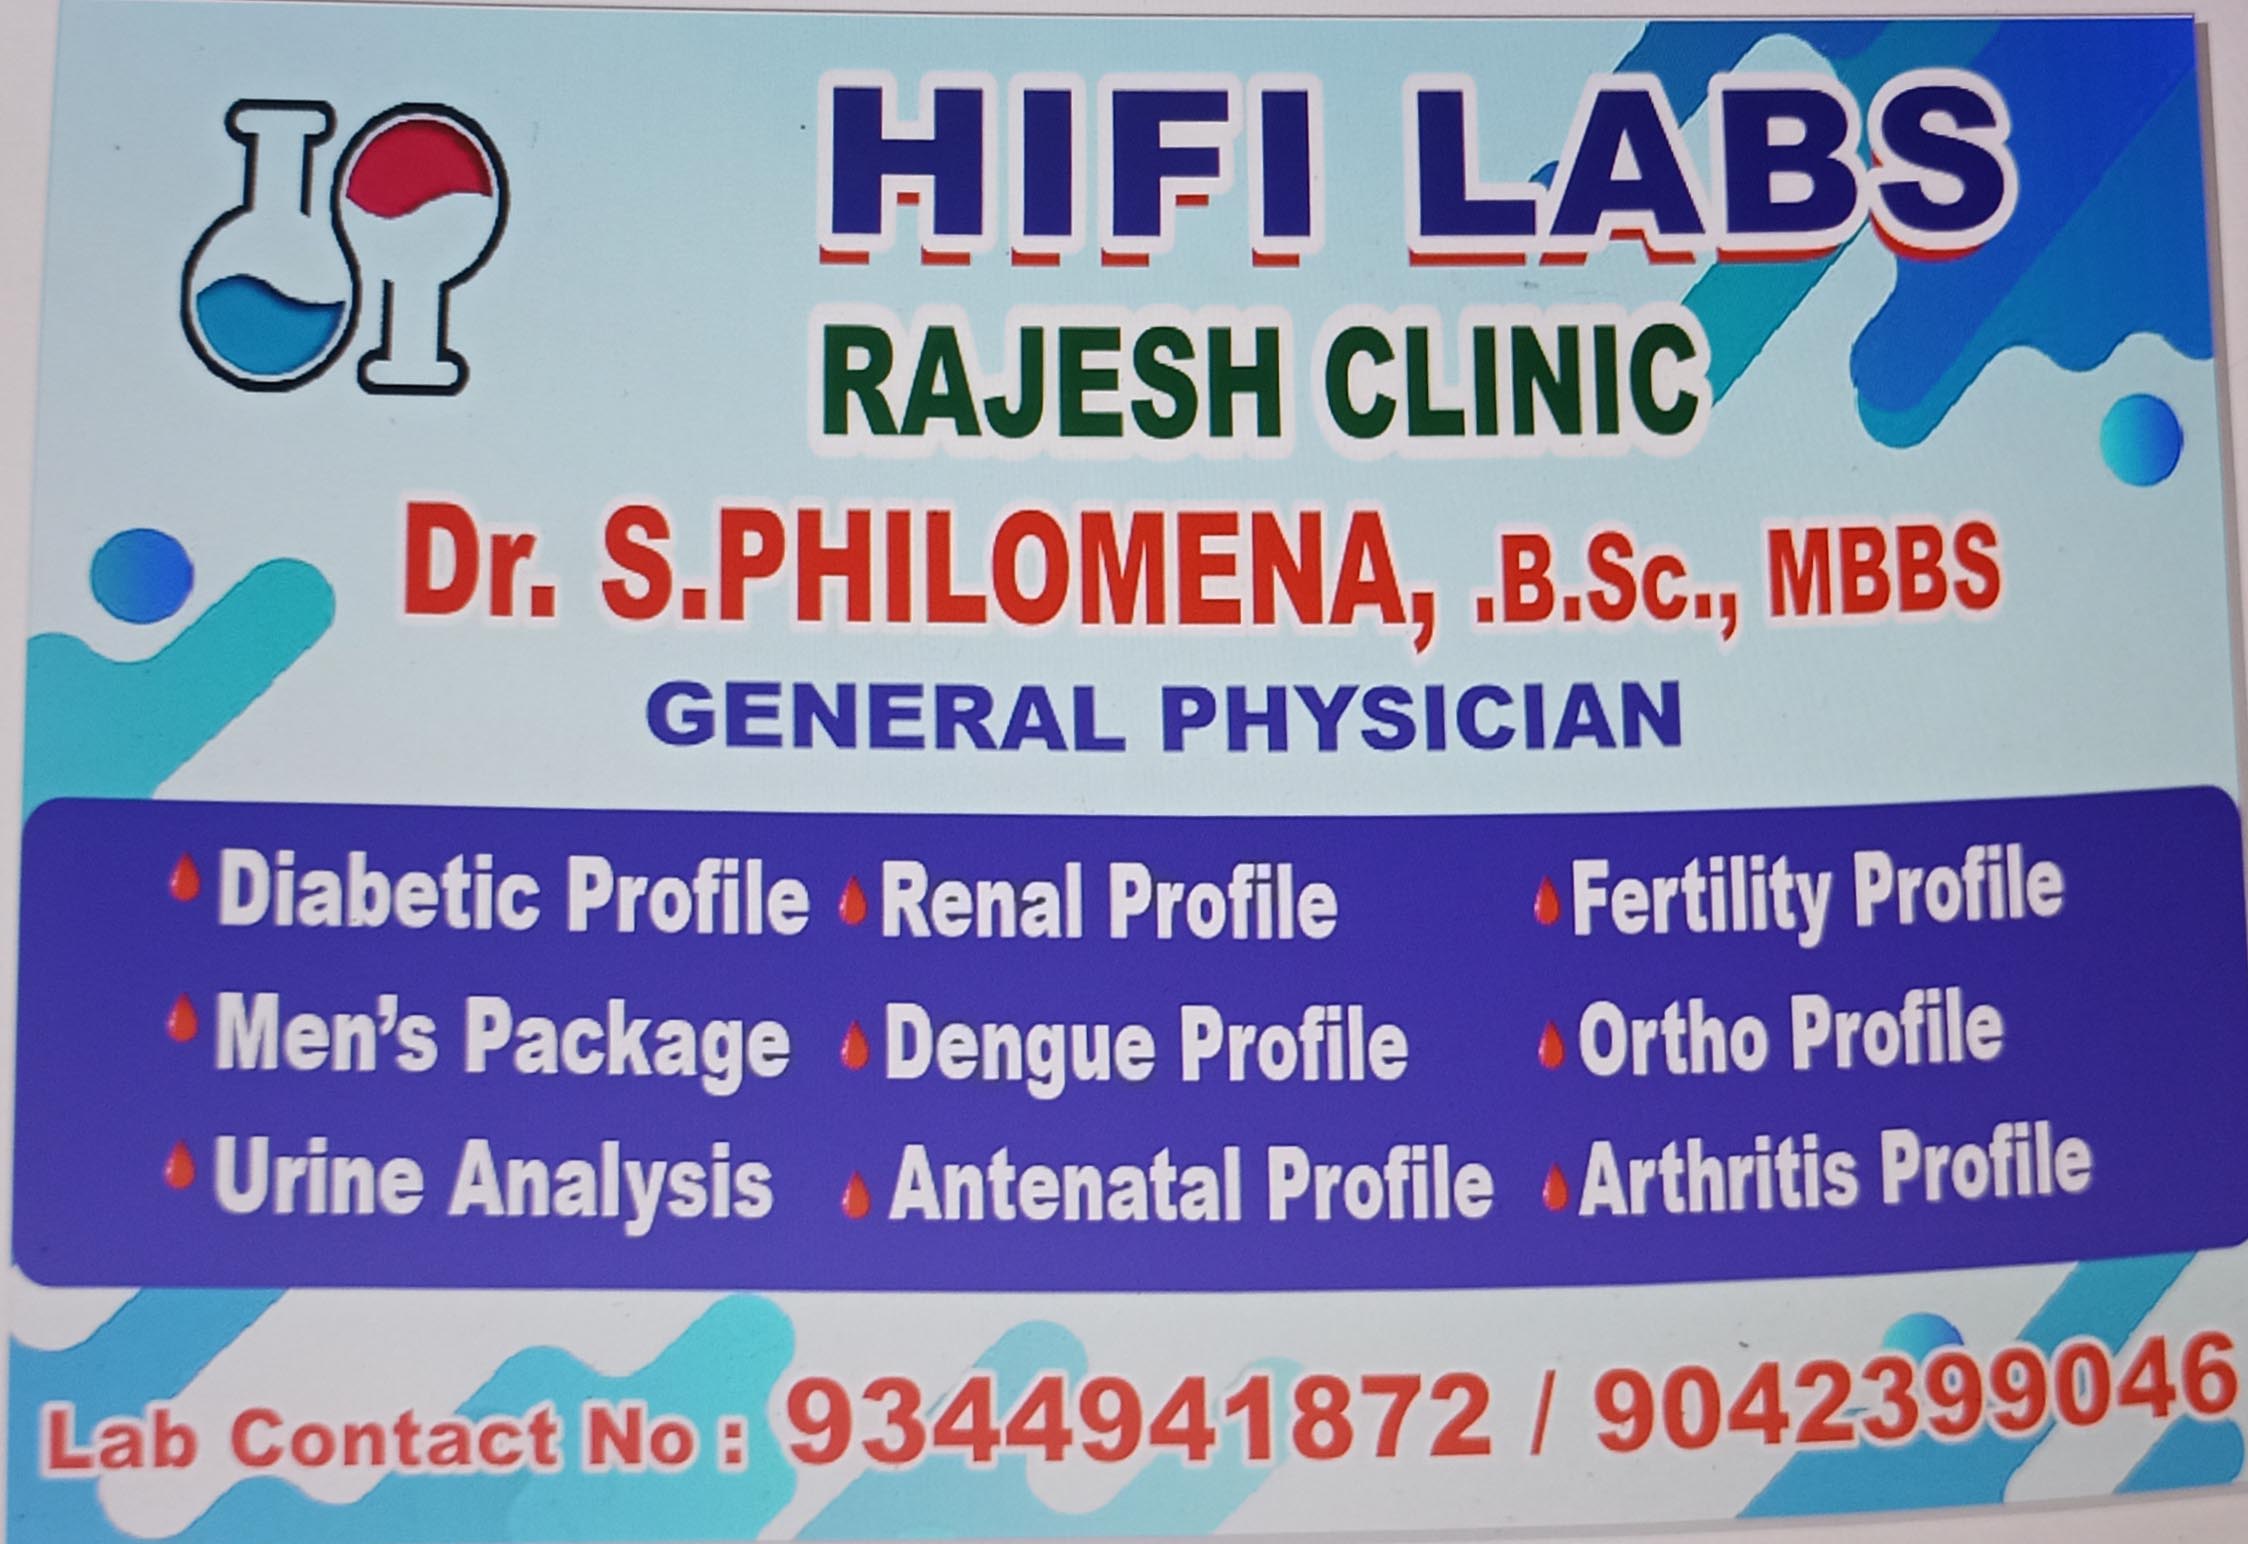 HIFI LABS
RAJESH CLINIC
Dr. S.PHILOMENA, .B.Sc., MBBS
GENERAL PHYSICIAN
Diabetic Profile Renal Profile Fertility Profile
Men's Package Dengue Profile Ortho Profile
Urine Analysis Antenatal Profile Arthritis Profile
Lab Contact No : 9344941872 / 9042399046